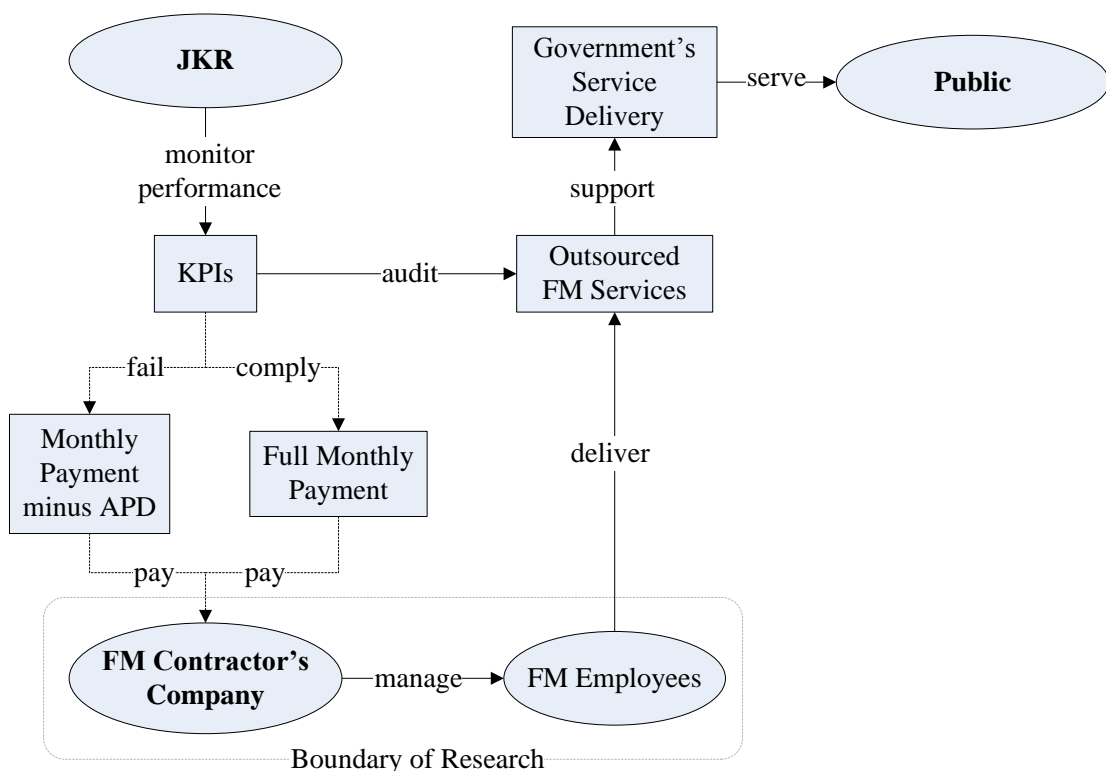 JKR
Government’s
Service
Delivery
serve
Public
monitor
performance
support
KPIs
audit
Outsourced
FM Services
fail
comply
Monthly
Payment
minus APD
Full Monthly
Payment
deliver
pay
pay
FM Contractor’s
Company
manage
FM Employees
Boundary of Research